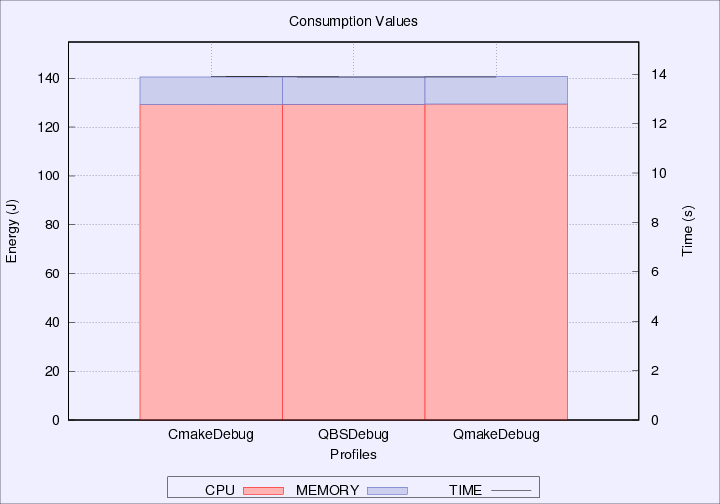 Consumption Values
Energy (J)
140
120
100
80
60
40
20
0
Time (s)
14
12
10
8
6
4
2
0
CmakeDebug QBSDebug QmakeDebug
Profiles
CPU MEMORY TIME